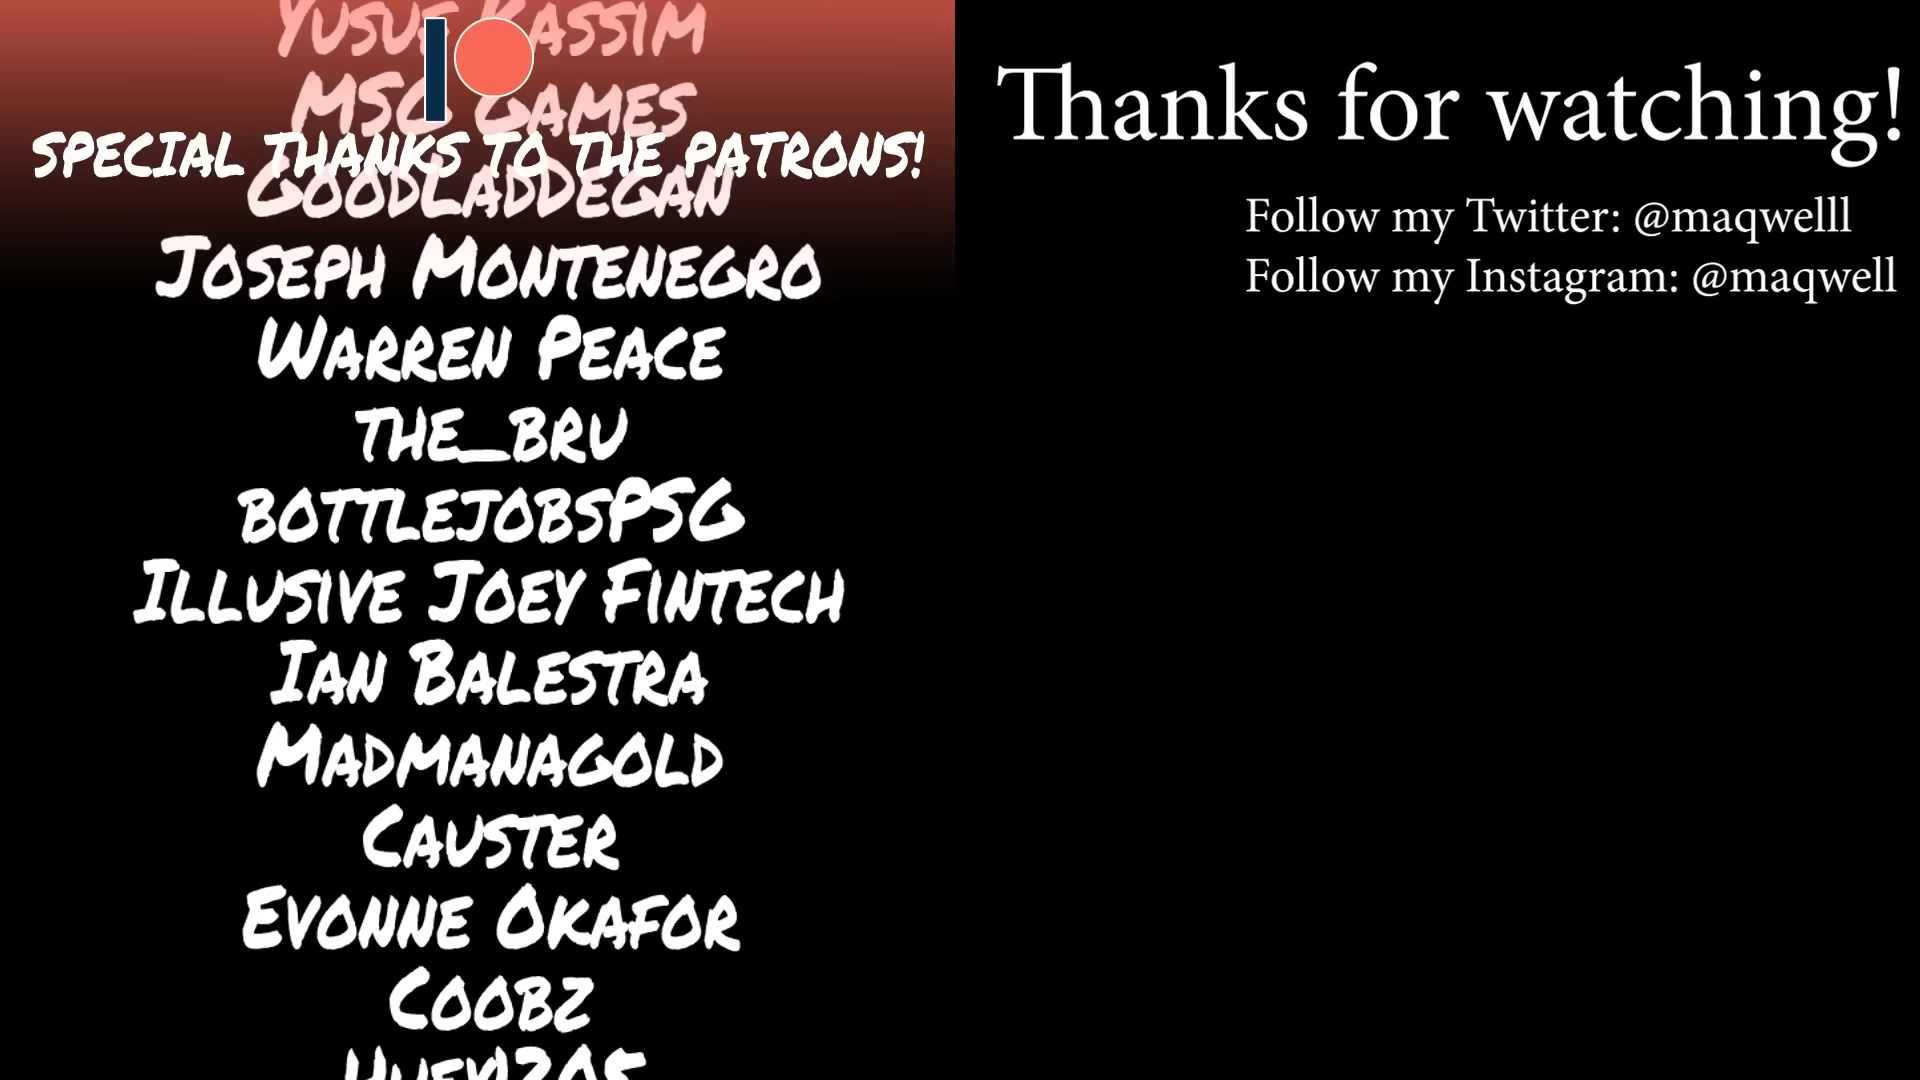 Yusuf Kassim
MSG Games
SPECIAL THANKS TO THE PATRONS!
GoodLadDegan
Joseph Montenegro
Warren Peace
the_bru
bottlejobsPSG
Illusive Joey Fintech
Ian Balestra
Madmanagold
Causter
Evonne Okafor
Coobz
Thanks for watching!
Follow my Twitter: @maqwelll
Follow my Instagram: @maqwell